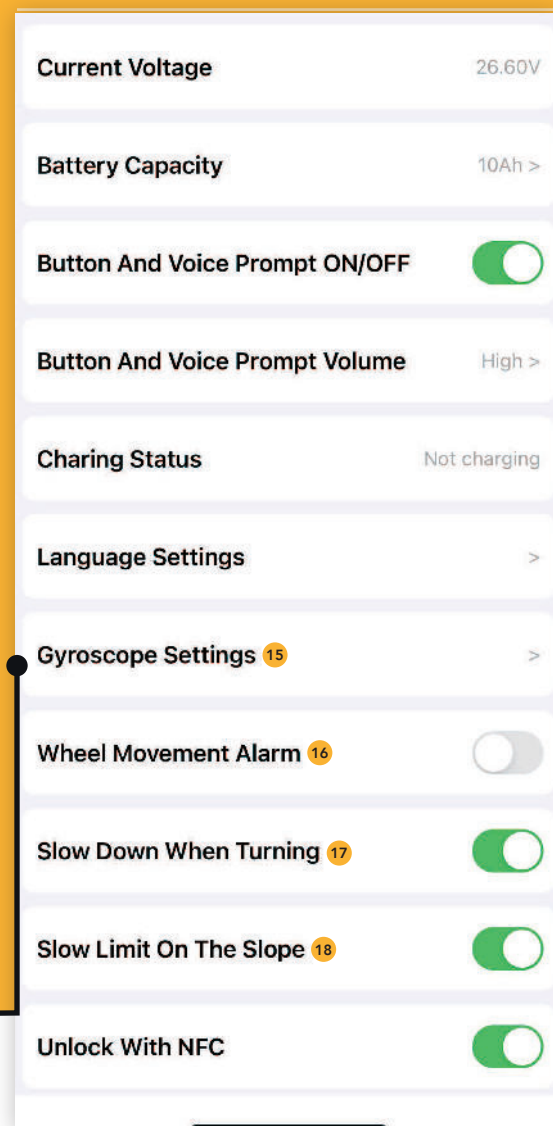 Current Voltage 26.60V
Battery Capacity 10Ah >
Button And Voice Prompt ON/OFF
Button And Voice Prompt Volume High >
Charing Status Not charging
Language Settings >
Gyroscope Settings 15 >
Wheel Movement Alarm 16
Slow Down When Turning 17
Slow Limit On The Slope 18
Unlock With NFC